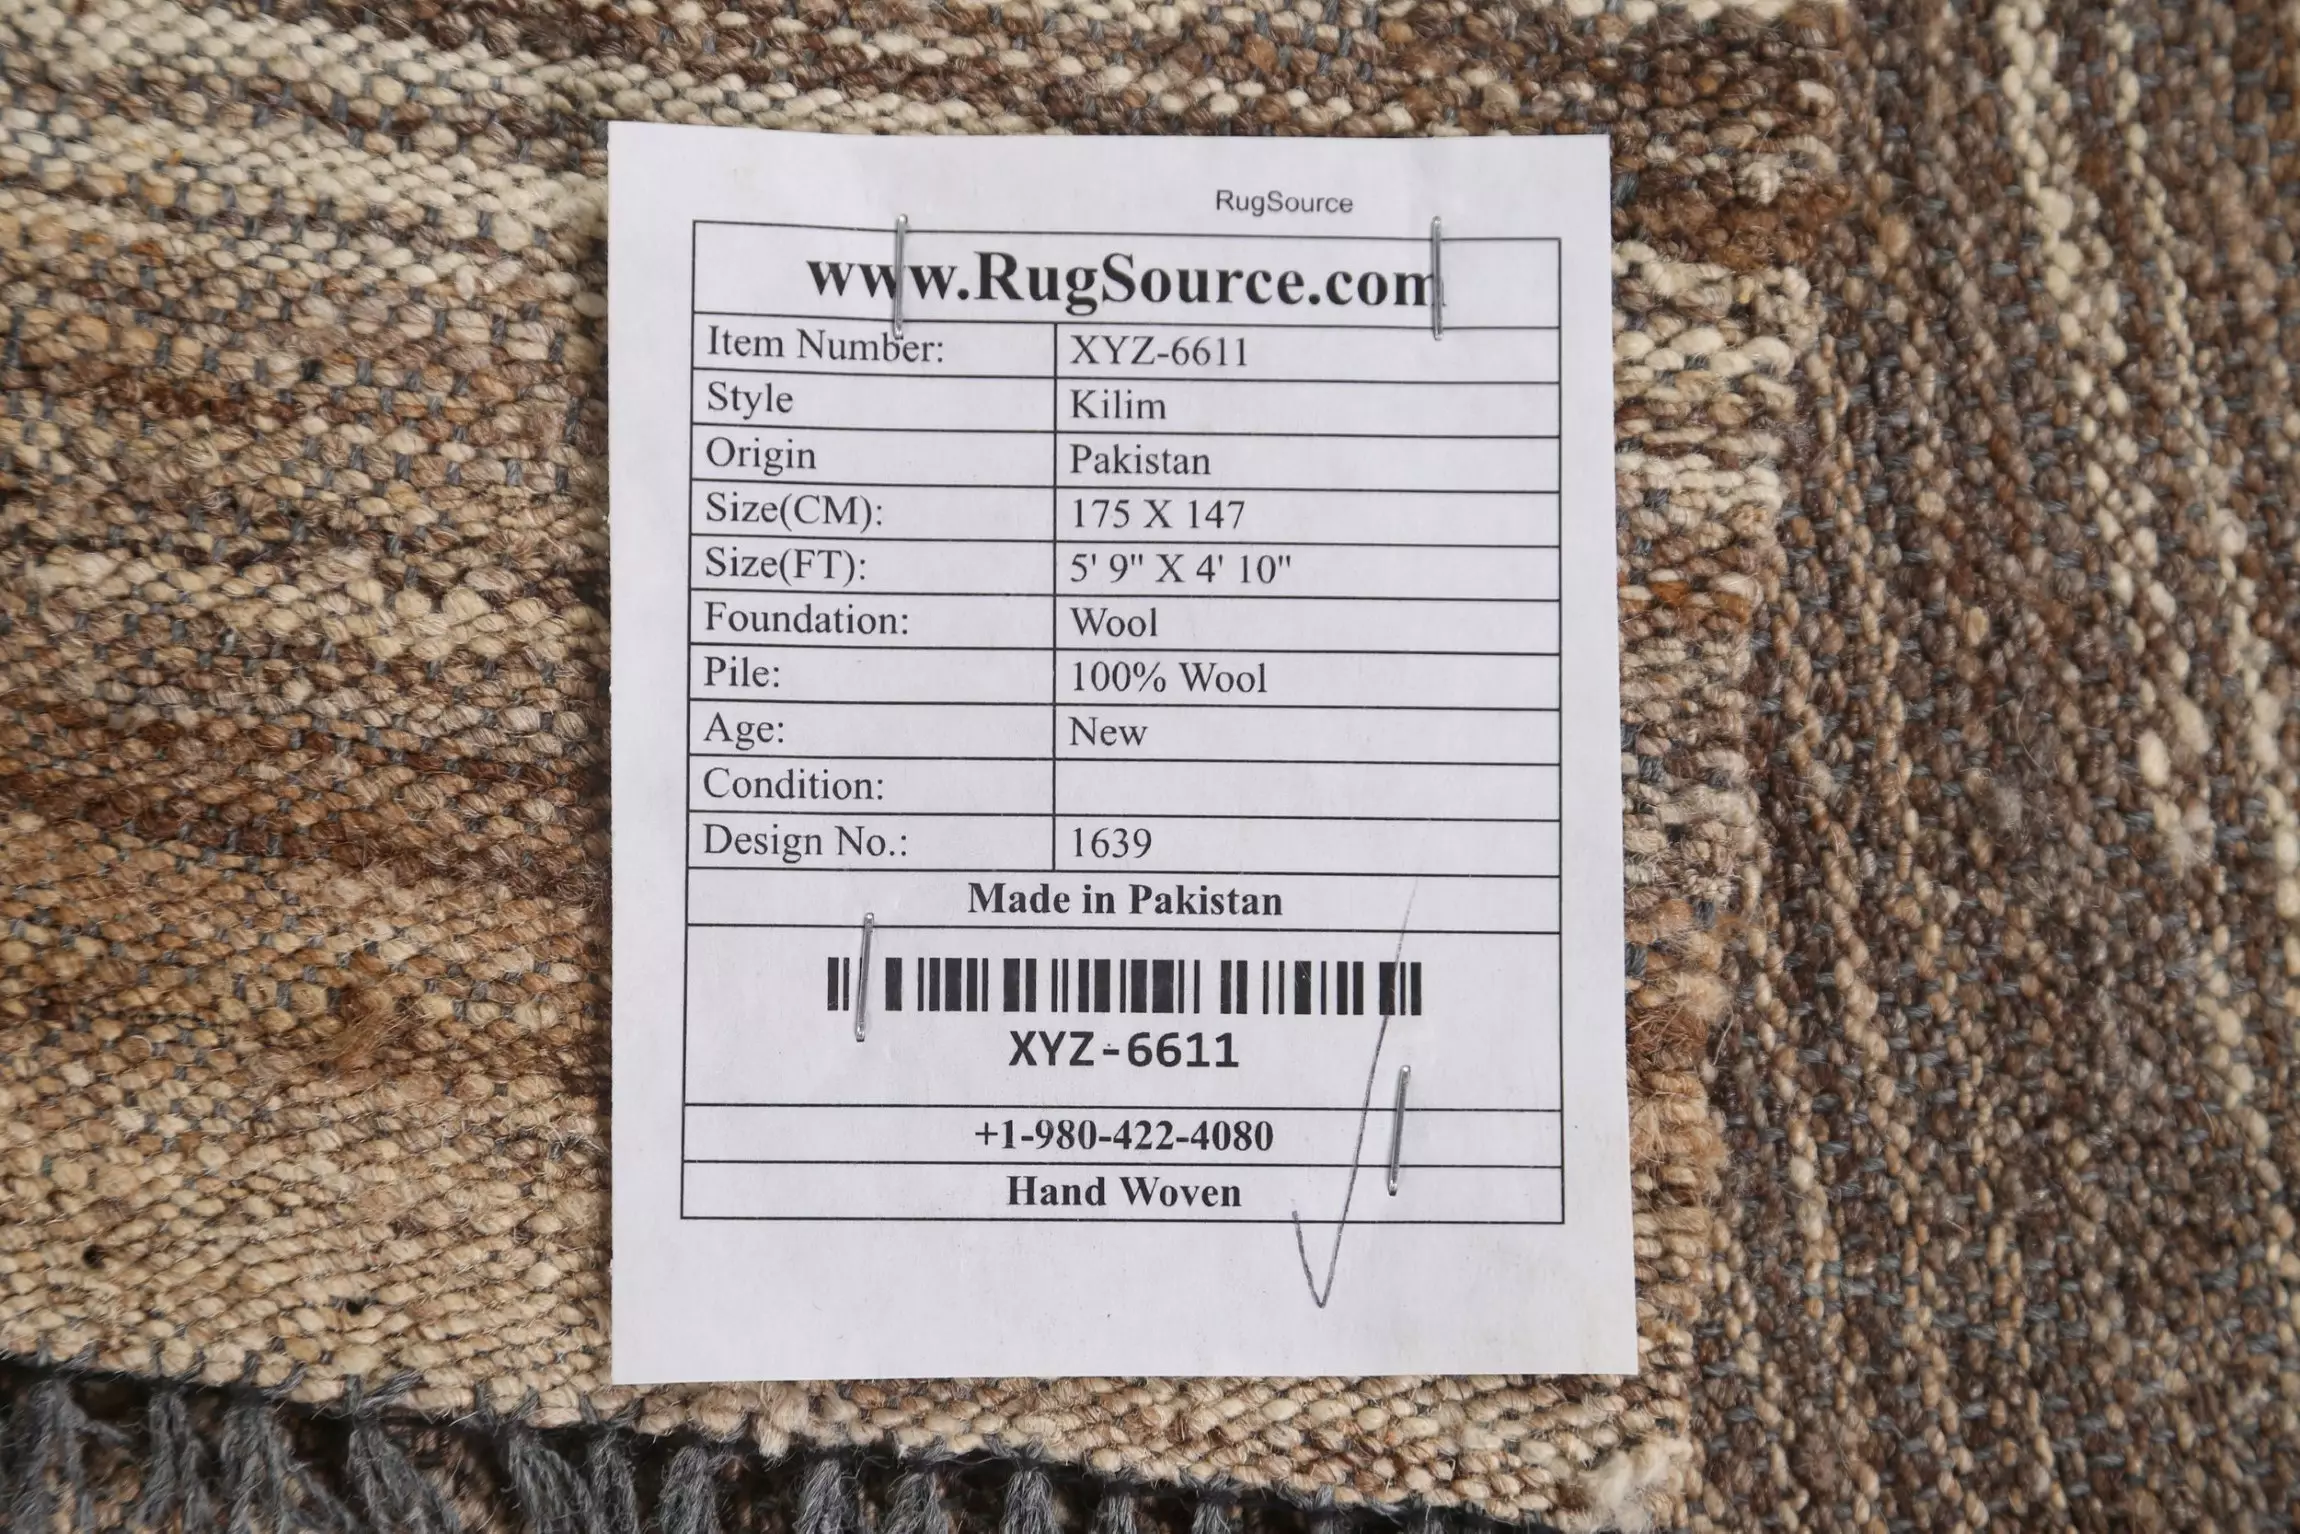 RugSource
www.RugSource.com
Item Number: XYZ-6611
Style Kilim
Origin Pakistan
Size(CM): 175 X 147
Size(FT): 5' 9" X 4' 10"
Foundation: Wool
Pile: 100% Wool
Age: New
Condition:
Design No.: 1639
Made in Pakistan
XYZ-6611
+1-980-422-4080
Hand Woven